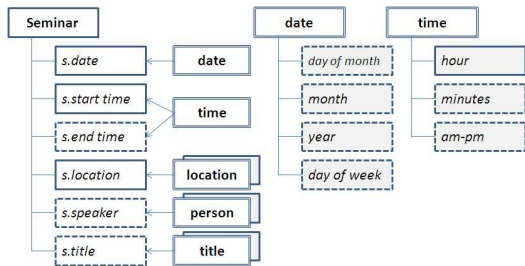 Seminar
s.date
s.start time
s.end time
s.location
s.speaker
s.title
date
time
location
person
title
date
day of month
month
year
day of week
time
hour
minutes
am-pm